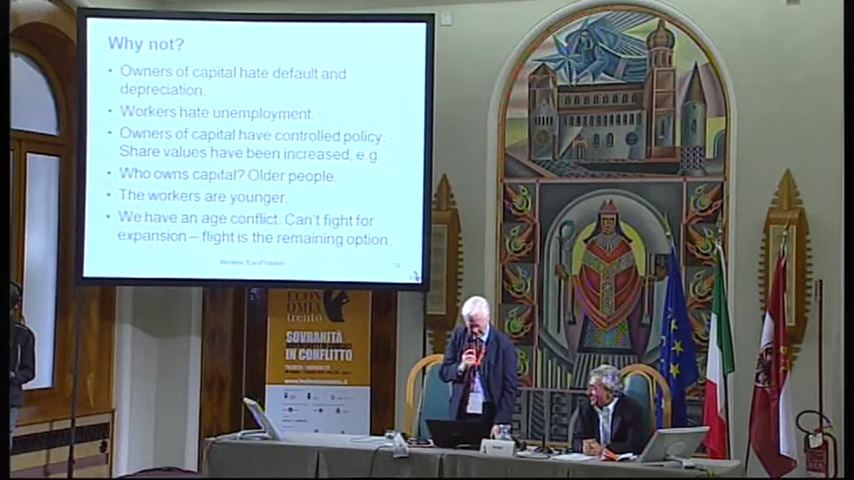 Why not?
• Owners of capital hate default and
depreciation.
• Workers hate unemployment.
• Owners of capital have controlled policy.
Share values have been increased, e.g.
• Who owns capital? Older people.
• The workers are younger.
• We have an age conflict. Can't fight for
expansion – flight is the remaining option.
ECON
OMIA
trento
SOVRANITÀ
IN CONFLITTO